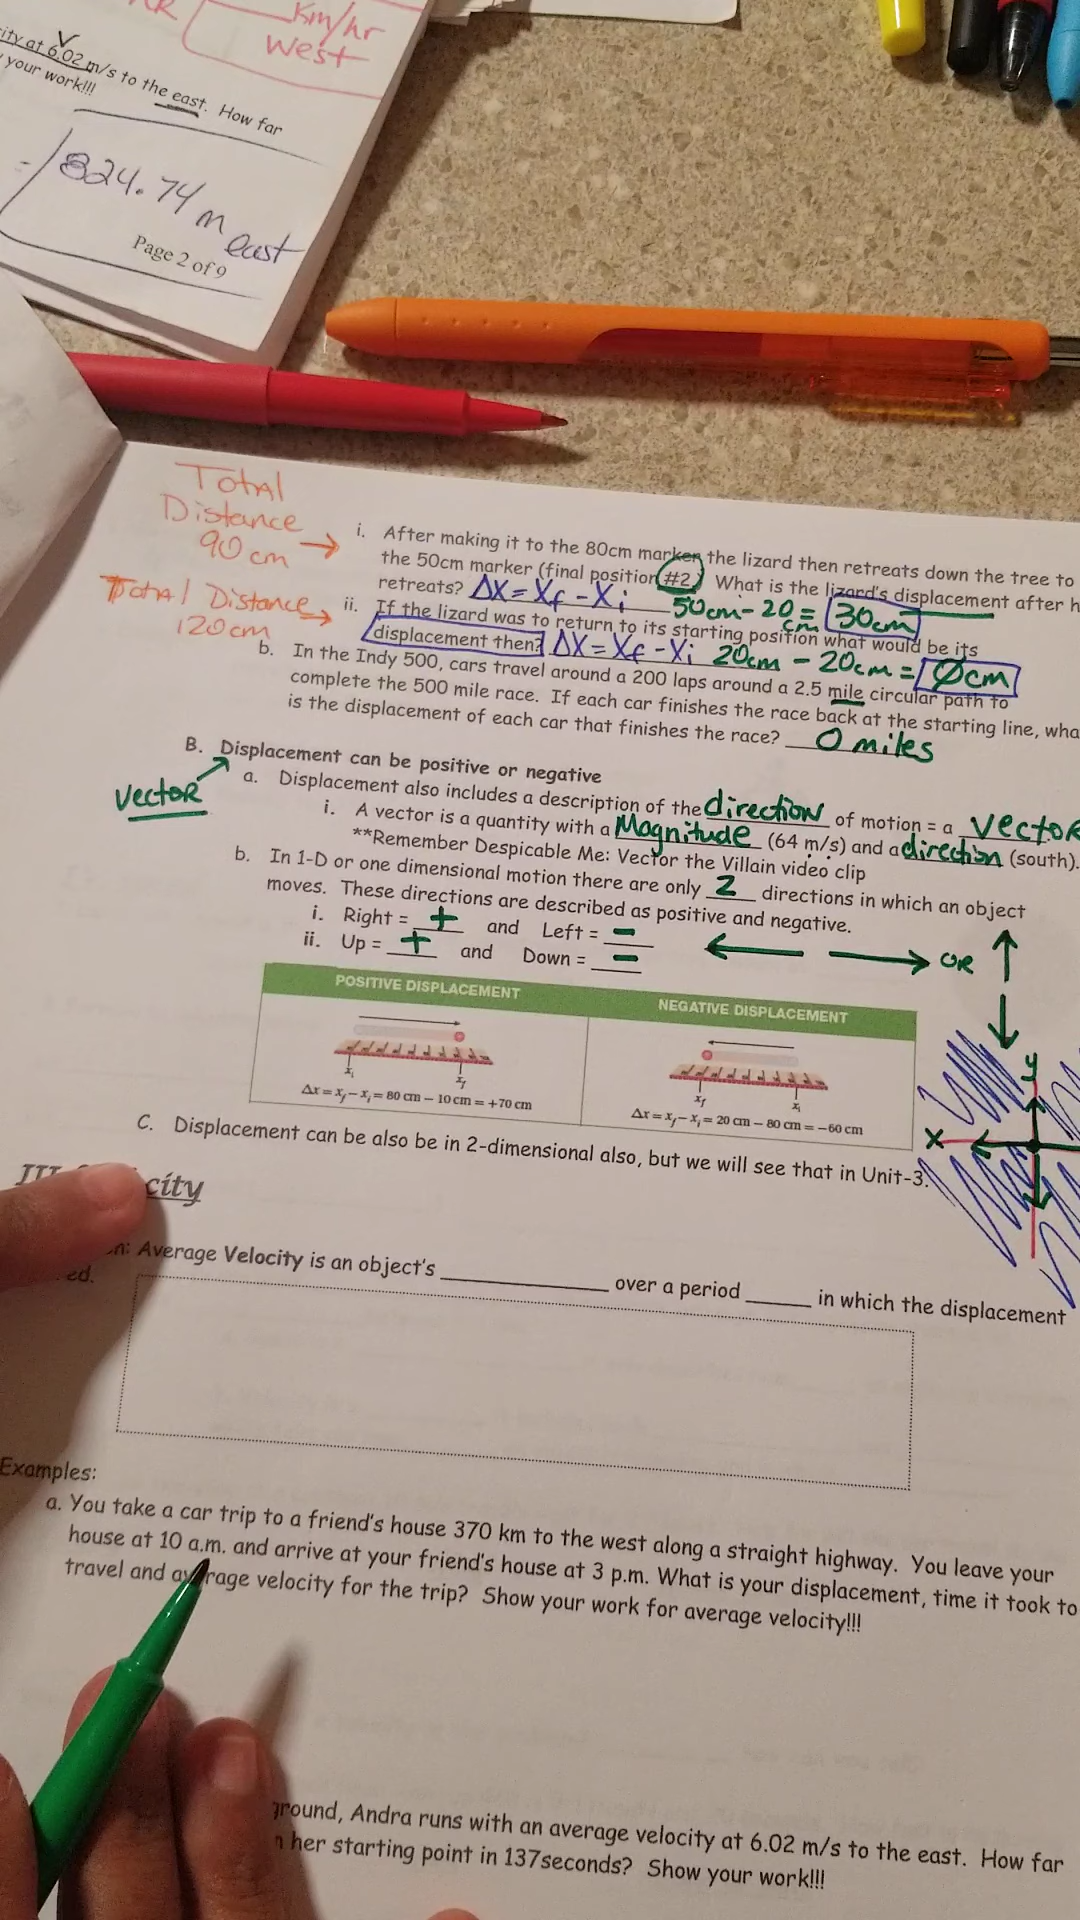 Km/hr
West
ity at 6.02 m/s to the east. How far
your work!!!
824.74 m
east
Page 2 of 9
Total
Distance
90 cm
i. After making it to the 80cm marker, the lizard then retreats down the tree to
the 50cm marker (final position #2) What is the lizard's displacement after h
retreats? ΔX = Xf - Xi 50cm - 20 cm = 30cm
Total Distance
120cm
ii. If the lizard was to return to its starting position what would be its
displacement then? ΔX = Xf - Xi 20cm - 20cm = 0cm
b. In the Indy 500, cars travel around a 200 laps around a 2.5 mile circular path to
complete the 500 mile race. If each car finishes the race back at the starting line, wha
is the displacement of each car that finishes the race? 0 miles
B. Displacement can be positive or negative
Vector
a. Displacement also includes a description of the direction of motion = a vector
i. A vector is a quantity with a Magnitude (64 m/s) and a direction (south).
**Remember Despicable Me: Vector the Villain video clip
b. In 1-D or one dimensional motion there are only 2 directions in which an object
moves. These directions are described as positive and negative.
i. Right = + and Left = -
ii. Up = + and Down = -
OR
POSITIVE DISPLACEMENT
NEGATIVE DISPLACEMENT
xi xf
xf xi
Δx = xf - xi = 80 cm - 10 cm = +70 cm
Δx = xf - xi = 20 cm - 80 cm = -60 cm
y
X
C. Displacement can be also be in 2-dimensional also, but we will see that in Unit-3.
III city
n: Average Velocity is an object's ____________ over a period ______ in which the displacement
ed.
Examples:
a. You take a car trip to a friend's house 370 km to the west along a straight highway. You leave your
house at 10 a.m. and arrive at your friend's house at 3 p.m. What is your displacement, time it took to
travel and average velocity for the trip? Show your work for average velocity!!!
ground, Andra runs with an average velocity at 6.02 m/s to the east. How far
her starting point in 137seconds? Show your work!!!